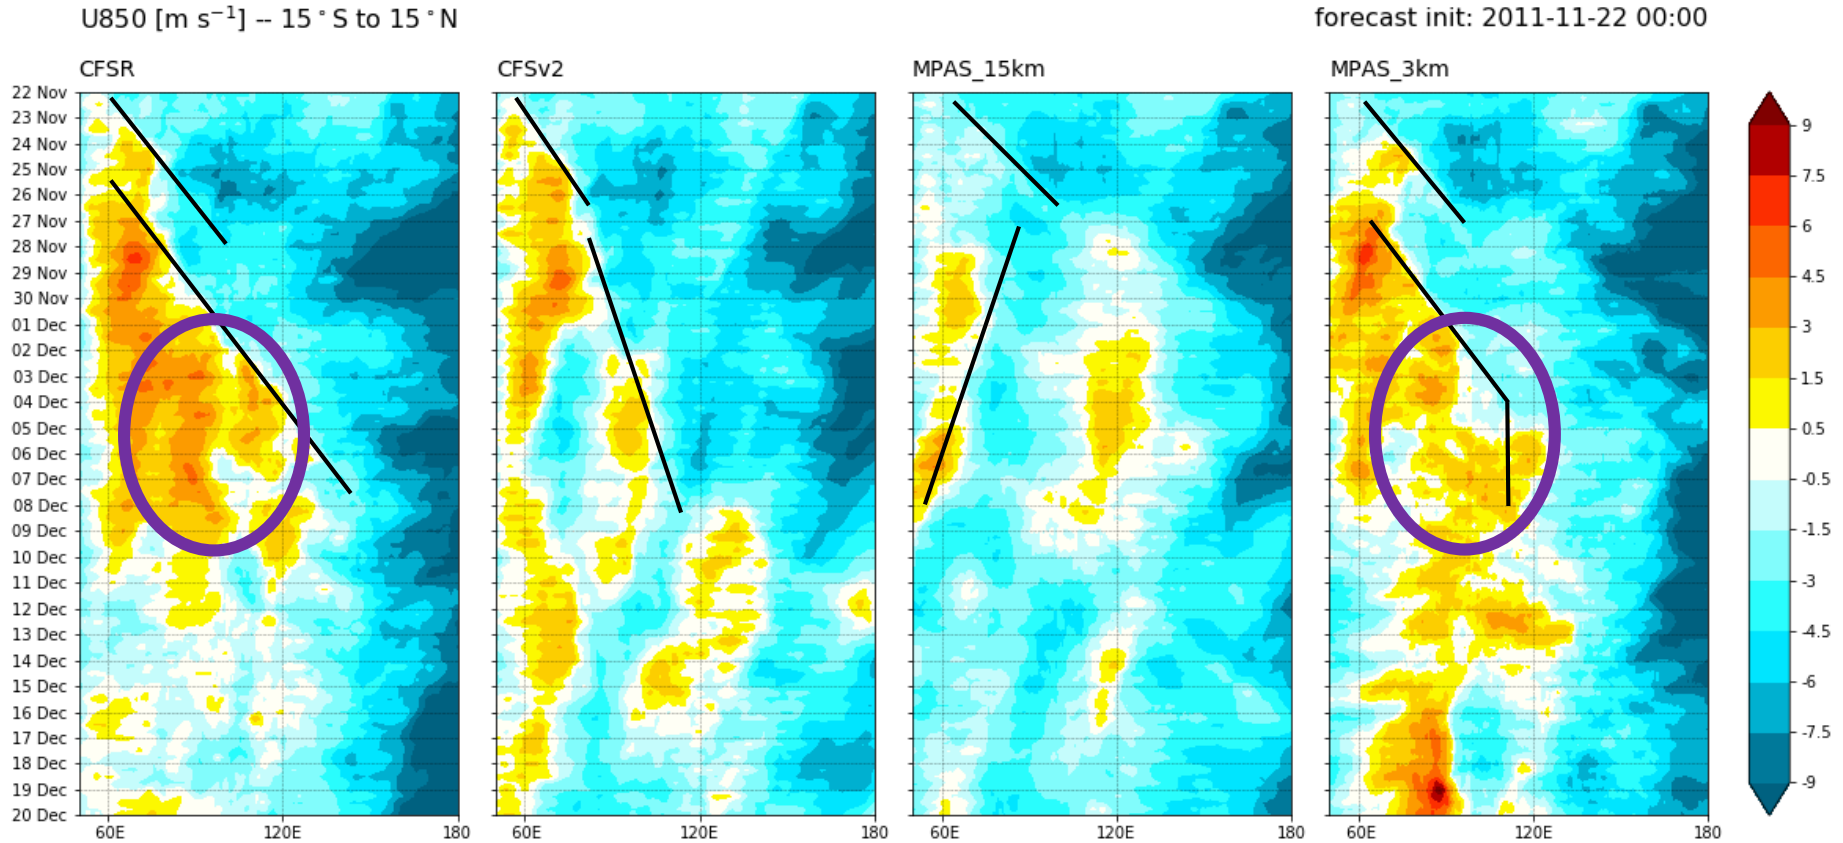 U850 [m s⁻¹] -- 15°S to 15°N
forecast init: 2011-11-22 00:00
CFSR
CFSv2
MPAS_15km
MPAS_3km
22 Nov
23 Nov
24 Nov
25 Nov
26 Nov
27 Nov
28 Nov
29 Nov
30 Nov
01 Dec
02 Dec
03 Dec
04 Dec
05 Dec
06 Dec
07 Dec
08 Dec
09 Dec
10 Dec
11 Dec
12 Dec
13 Dec
14 Dec
15 Dec
16 Dec
17 Dec
18 Dec
19 Dec
20 Dec
60E 120E 180
60E 120E 180
60E 120E 180
60E 120E 180
9
7.5
6
4.5
3
1.5
0.5
-0.5
-1.5
-3
-4.5
-6
-7.5
-9